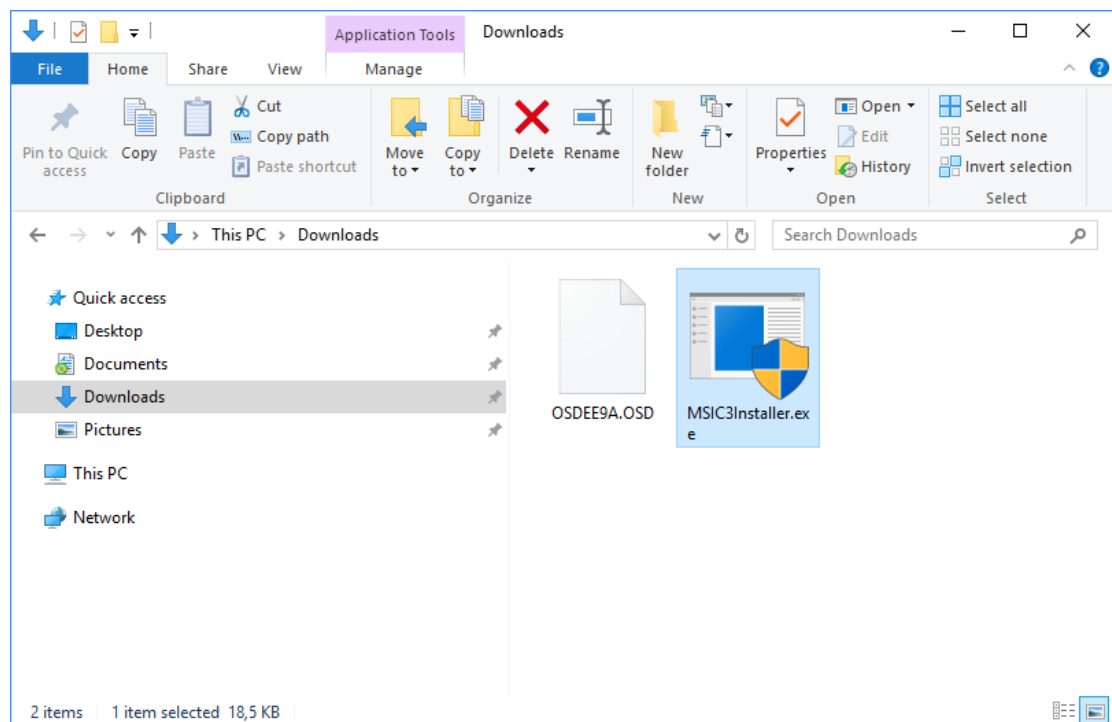 Application Tools
Downloads
File
Home
Share
View
Manage
Pin to Quick
access
Copy
Paste
Cut
Copy path
Paste shortcut
Clipboard
Move
to
Copy
to
Delete
Rename
Organize
New
folder
New
Properties
Open
Edit
History
Open
Select all
Select none
Invert selection
Select
This PC > Downloads
Search Downloads
Quick access
Desktop
Documents
Downloads
Pictures
This PC
Network
OSDEE9A.OSD
MSIC3Installer.ex
e
2 items
1 item selected 18,5 KB